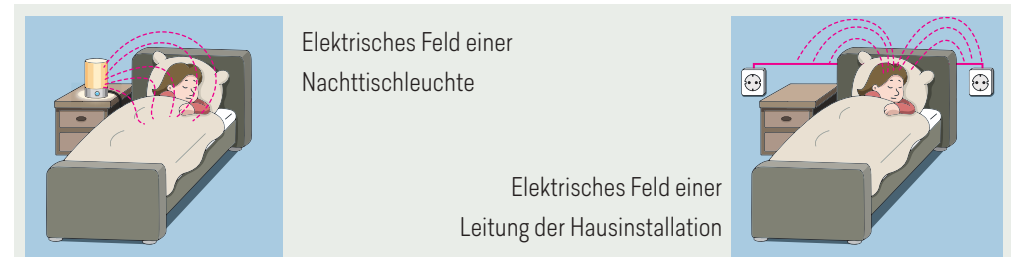 Elektrisches Feld einer
Nachttischleuchte
Elektrisches Feld einer
Leitung der Hausinstallation